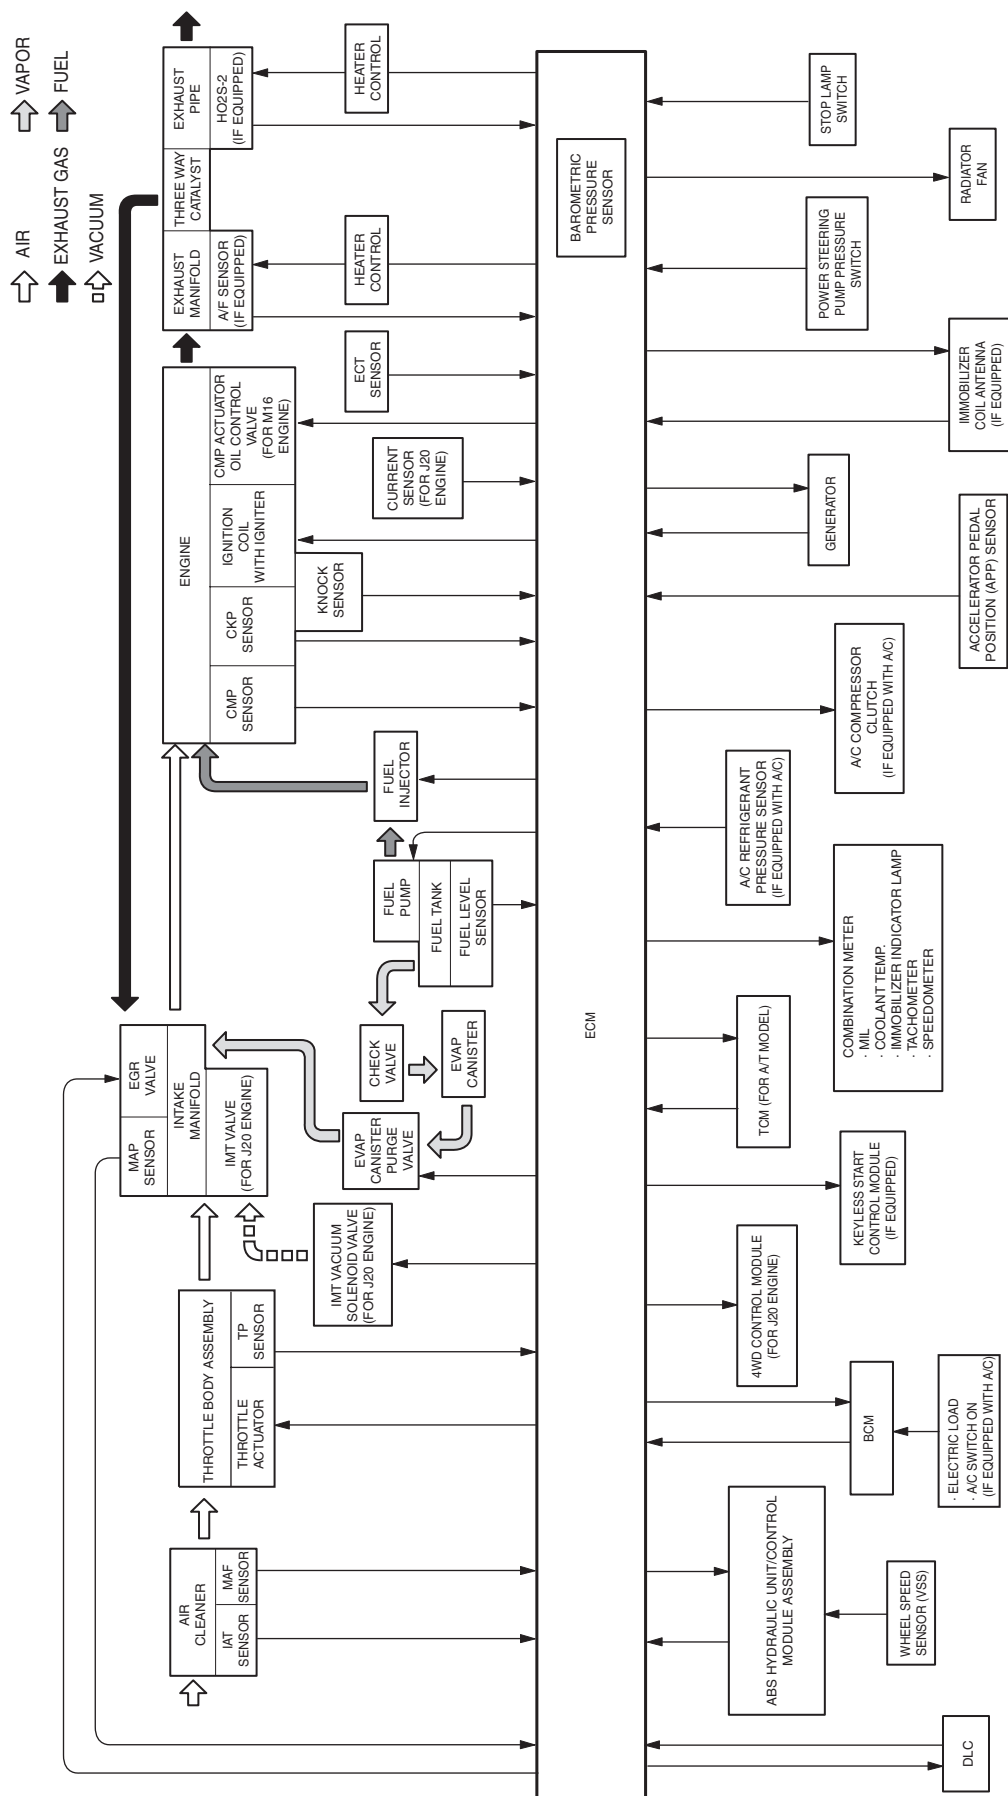 AIR
VAPOR
EXHAUST GAS
FUEL
VACUUM
AIR
CLEANER
IAT
SENSOR
MAF
SENSOR
THROTTLE BODY ASSEMBLY
THROTTLE
ACTUATOR
TP
SENSOR
MAP
SENSOR
EGR
VALVE
INTAKE
MANIFOLD
IMT VALVE
(FOR J20 ENGINE)
IMT VACUUM
SOLENOID VALVE
(FOR J20 ENGINE)
EVAP
CANISTER
PURGE
VALVE
CHECK
VALVE
EVAP
CANISTER
FUEL
PUMP
FUEL TANK
FUEL LEVEL
SENSOR
FUEL
INJECTOR
ENGINE
CMP
SENSOR
CKP
SENSOR
IGNITION
COIL
WITH IGNITER
CMP ACTUATOR
OIL CONTROL
VALVE
(FOR M16
ENGINE)
KNOCK
SENSOR
CURRENT
SENSOR
(FOR J20
ENGINE)
ECT
SENSOR
EXHAUST
MANIFOLD
THREE WAY
CATALYST
EXHAUST
PIPE
A/F SENSOR
(IF EQUIPPED)
HO2S-2
(IF EQUIPPED)
HEATER
CONTROL
HEATER
CONTROL
ECM
BAROMETRIC
PRESSURE
SENSOR
DLC
ABS HYDRAULIC UNIT/CONTROL
MODULE ASSEMBLY
WHEEL SPEED
SENSOR (VSS)
BCM
· ELECTRIC LOAD
· A/C SWITCH ON
(IF EQUIPPED WITH A/C)
4WD CONTROL MODULE
(FOR J20 ENGINE)
KEYLESS START
CONTROL MODULE
(IF EQUIPPED)
TCM (FOR A/T MODEL)
COMBINATION METER
· MIL
· COOLANT TEMP.
· IMMOBILIZER INDICATOR LAMP
· TACHOMETER
· SPEEDOMETER
A/C REFRIGERANT
PRESSURE SENSOR
(IF EQUIPPED WITH A/C)
A/C COMPRESSOR
CLUTCH
(IF EQUIPPED WITH A/C)
ACCELERATOR PEDAL
POSITION (APP) SENSOR
GENERATOR
IMMOBILIZER
COIL ANTENNA
(IF EQUIPPED)
POWER STEERING
PUMP PRESSURE
SWITCH
RADIATOR
FAN
STOP LAMP
SWITCH